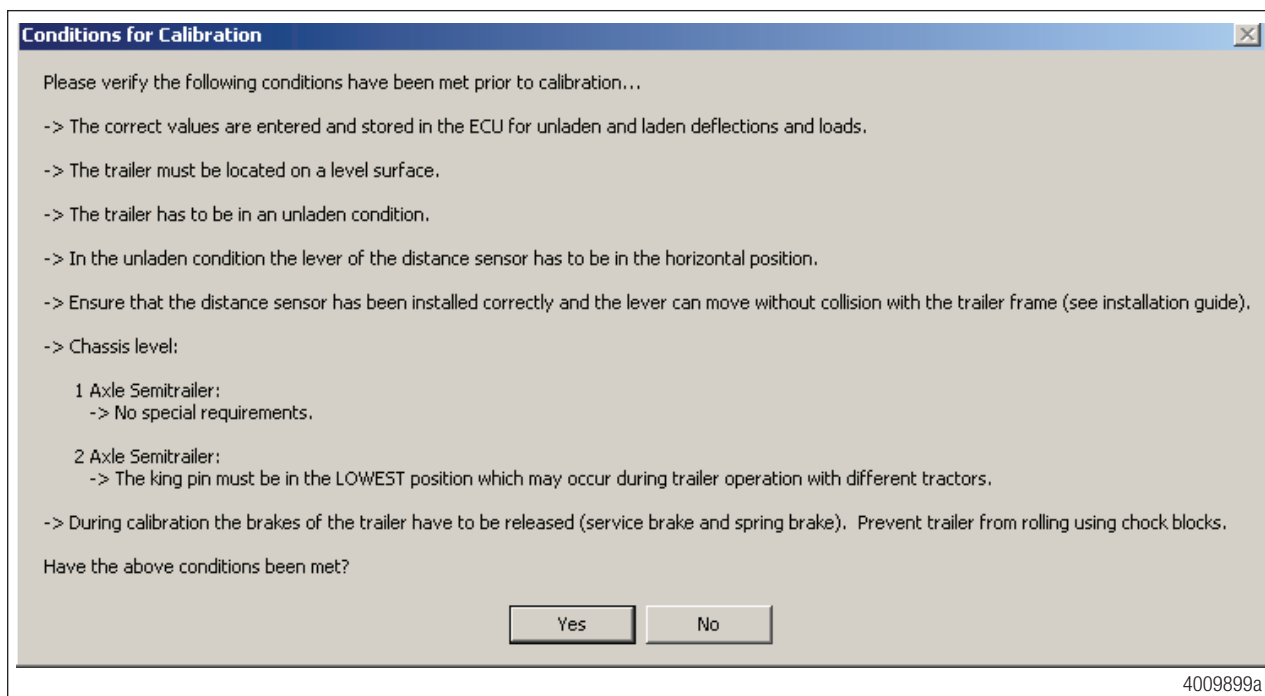 Conditions for Calibration
Please verify the following conditions have been met prior to calibration...
-> The correct values are entered and stored in the ECU for unladen and laden deflections and loads.
-> The trailer must be located on a level surface.
-> The trailer has to be in an unladen condition.
-> In the unladen condition the lever of the distance sensor has to be in the horizontal position.
-> Ensure that the distance sensor has been installed correctly and the lever can move without collision with the trailer frame (see installation guide).
-> Chassis level:
1 Axle Semitrailer:
-> No special requirements.
2 Axle Semitrailer:
-> The king pin must be in the LOWEST position which may occur during trailer operation with different tractors.
-> During calibration the brakes of the trailer have to be released (service brake and spring brake).  Prevent trailer from rolling using chock blocks.
Have the above conditions been met?
Yes No
4009899a